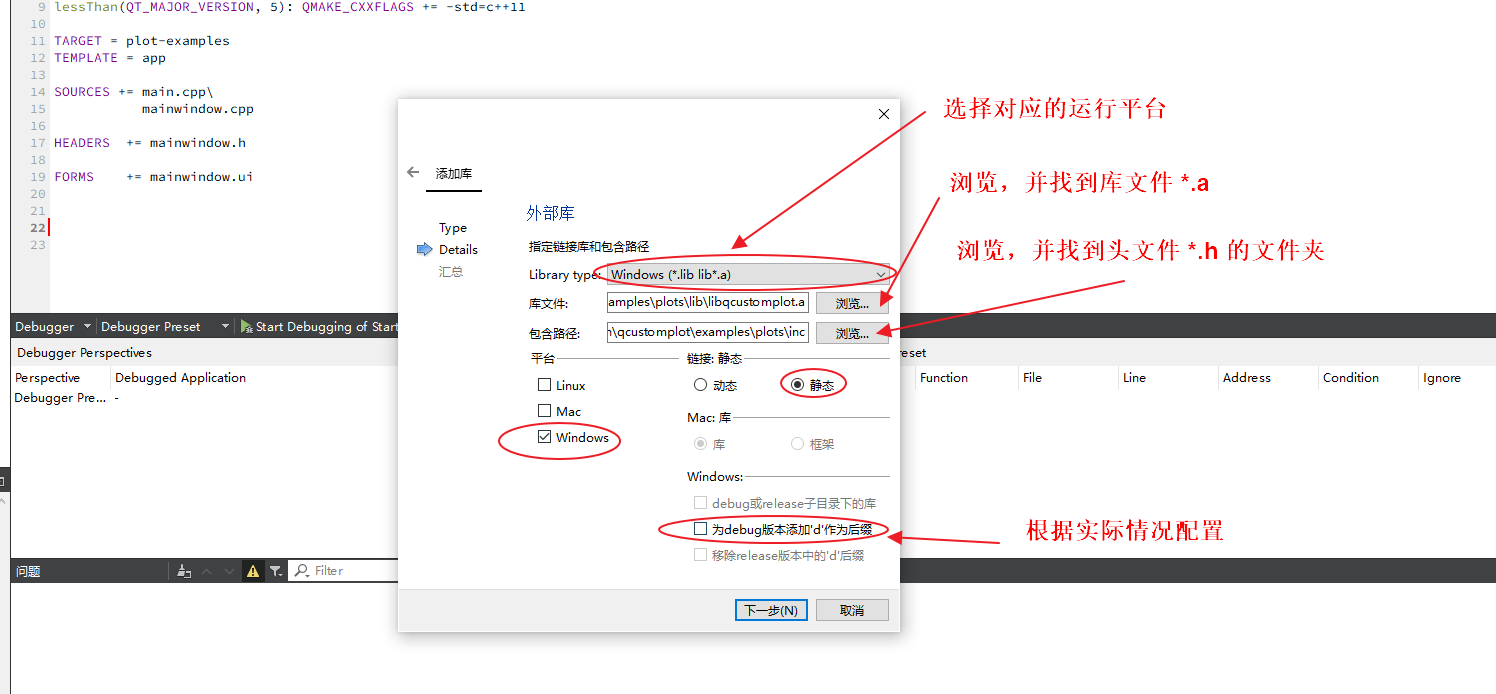 9 lessThan(QT_MAJOR_VERSION, 5): QMAKE_CXXFLAGS += -std=c++11
10
11 TARGET = plot-examples
12 TEMPLATE = app
13
14 SOURCES += main.cpp\
15 mainwindow.cpp
16
17 HEADERS += mainwindow.h
18
19 FORMS += mainwindow.ui
20
21
22
23
选择对应的运行平台
浏览，并找到库文件 *.a
浏览，并找到头文件 *.h 的文件夹
根据实际情况配置
添加库
Type
Details
汇总
外部库
指定链接库和包含路径
Library type: Windows (*.lib lib*.a)
库文件: amples\plots\lib\libqcustomplot.a 浏览...
包含路径: \qcustomplot\examples\plots\inc 浏览...
平台
Linux
Mac
Windows
链接: 静态
动态 静态
Mac: 库
库 框架
Windows:
debug或release子目录下的库
为debug版本添加'd'作为后缀
移除release版本中的'd'后缀
下一步(N) 取消
Debugger Debugger Preset Start Debugging of Start
Debugger Perspectives reset
Perspective Debugged Application Function File Line Address Condition Ignore
Debugger Pre... -
问题 Filter